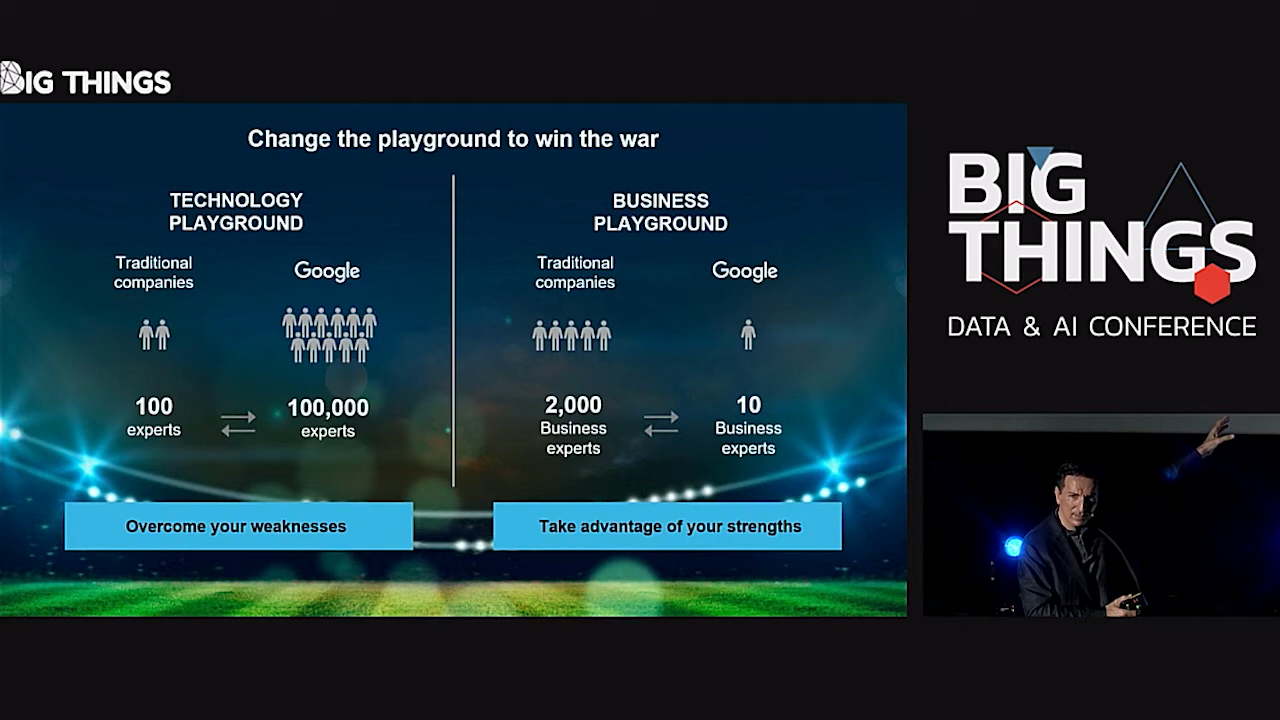 BIG THINGS
Change the playground to win the war
TECHNOLOGY
PLAYGROUND
Traditional
companies
Google
100
experts
100,000
experts
Overcome your weaknesses
BUSINESS
PLAYGROUND
Traditional
companies
Google
2,000
Business
experts
10
Business
experts
Take advantage of your strengths
BIG
THINGS
DATA & AI CONFERENCE